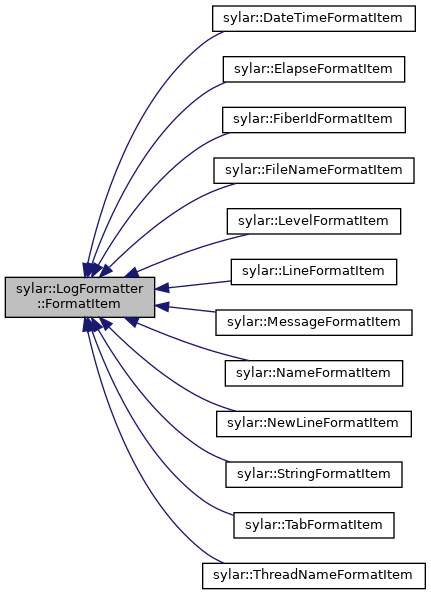 sylar::DateTimeFormatItem
sylar::ElapseFormatItem
sylar::FiberIdFormatItem
sylar::FileNameFormatItem
sylar::LevelFormatItem
sylar::LineFormatItem
sylar::LogFormatter
::FormatItem
sylar::MessageFormatItem
sylar::NameFormatItem
sylar::NewLineFormatItem
sylar::StringFormatItem
sylar::TabFormatItem
sylar::ThreadNameFormatItem